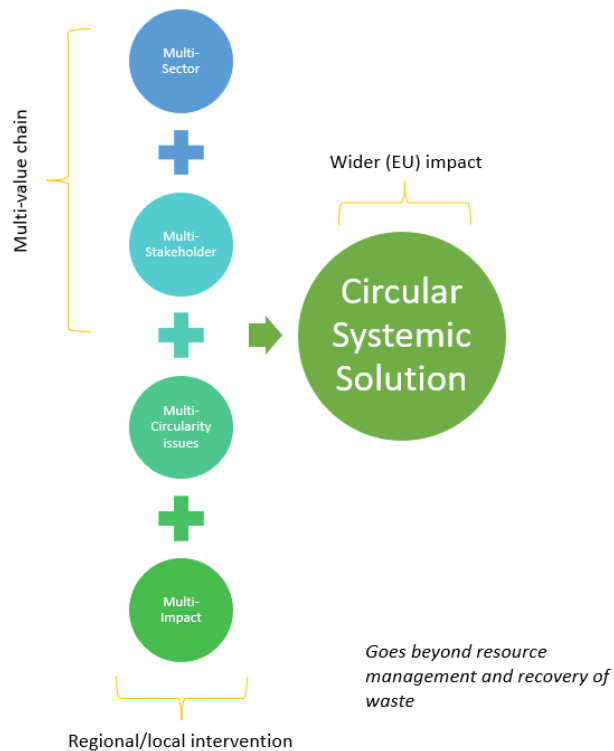 Multi-
Sector
Multi-value chain
Multi-
Stakeholder
Wider (EU) impact
Circular
Systemic
Solution
Multi-
Circularity
issues
Multi-
Impact
Goes beyond resource
management and recovery of
waste
Regional/local intervention